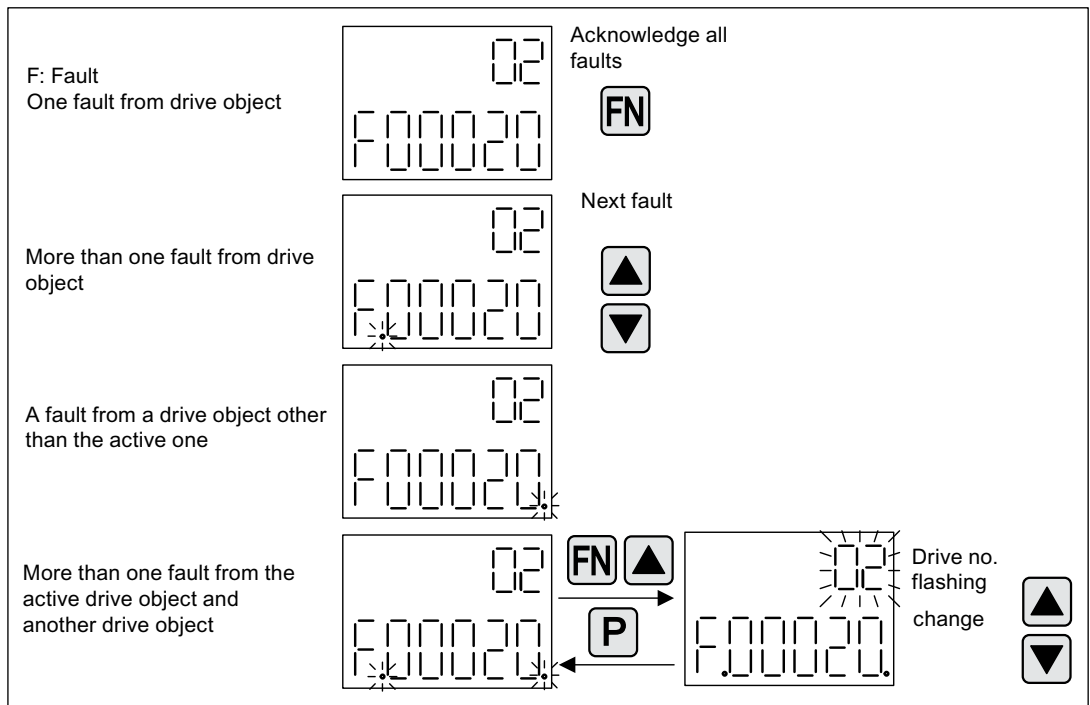 F: Fault
One fault from drive object
02
F00020
Acknowledge all
faults
FN
More than one fault from drive
object
02
F.00020
Next fault
A fault from a drive object other
than the active one
02
F00020.
More than one fault from the
active drive object and
another drive object
02
F.00020.
FN
P
02
F.00020.
Drive no.
flashing
change